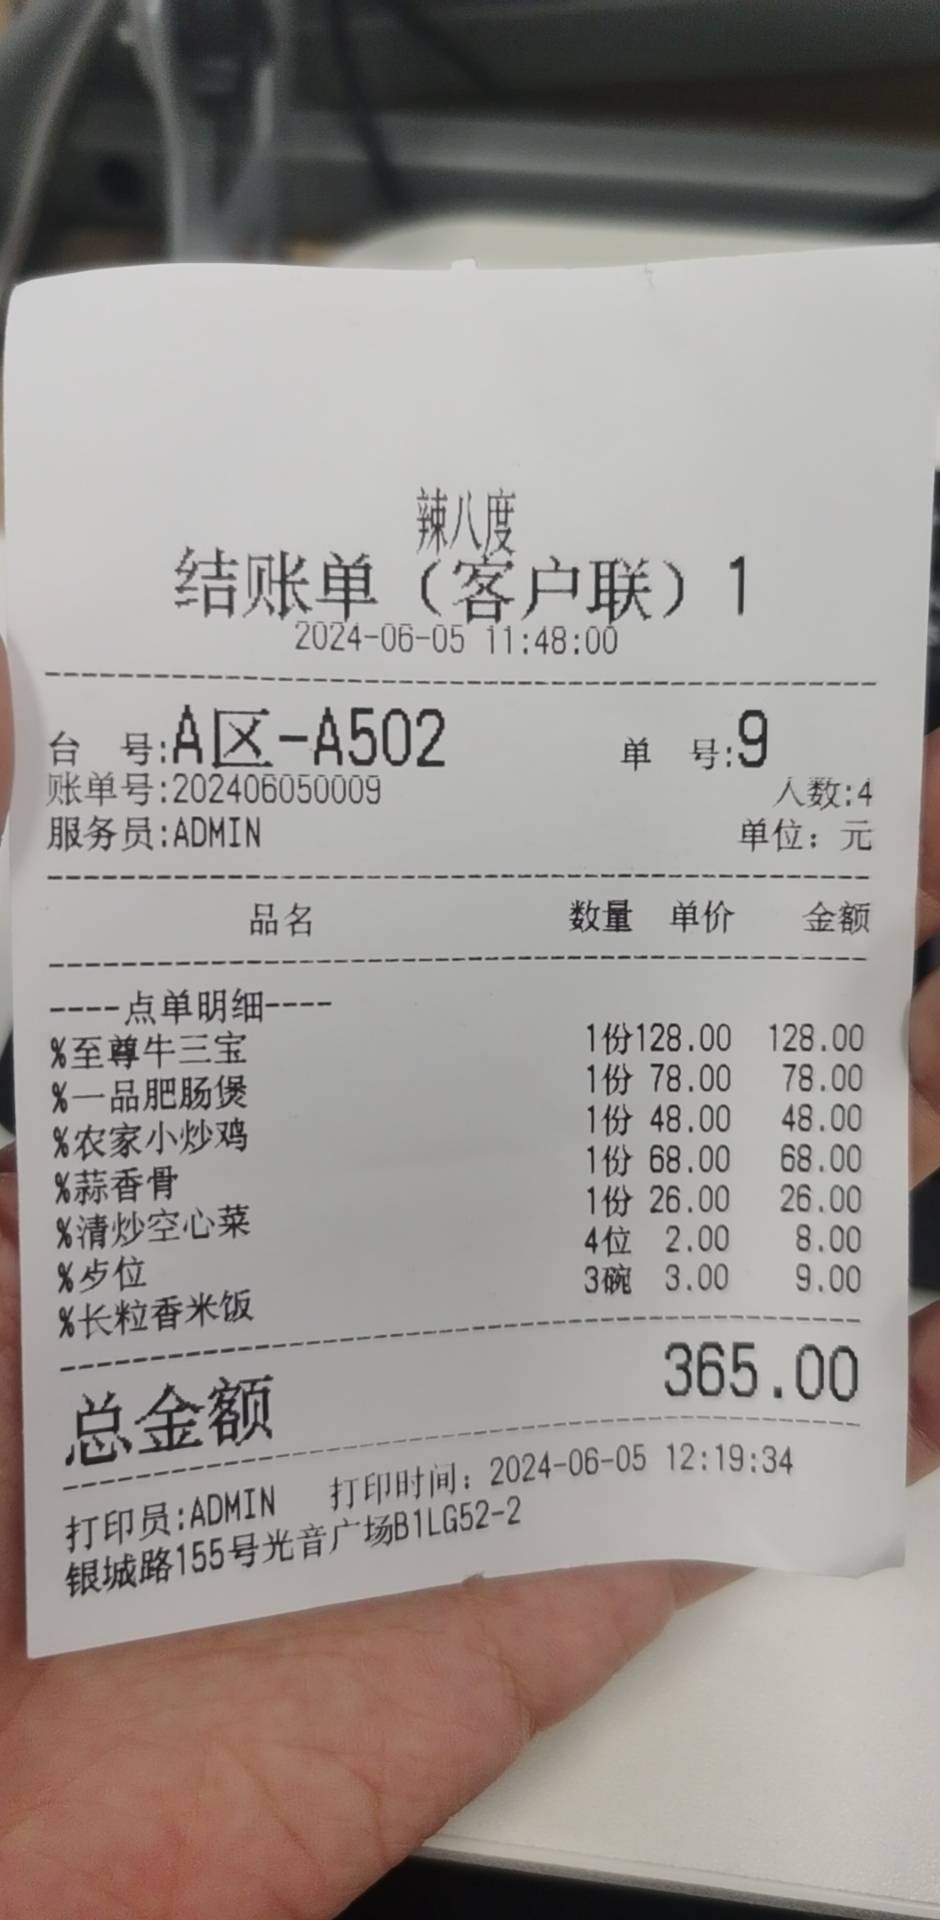 辣八度
结账单（客户联）1
2024-06-05 11:48:00
台 号:A区-A502 单 号:9
账单号:202406050009 人数:4
服务员:ADMIN 单位：元
品名 数量 单价 金额
----点单明细----
%至尊牛三宝 1份128.00 128.00
%一品肥肠煲 1份 78.00 78.00
%农家小炒鸡 1份 48.00 48.00
%蒜香骨 1份 68.00 68.00
%清炒空心菜 1份 26.00 26.00
%歺位 4位 2.00 8.00
%长粒香米饭 3碗 3.00 9.00
总金额 365.00
打印员:ADMIN 打印时间：2024-06-05 12:19:34
银城路155号光音广场B1LG52-2